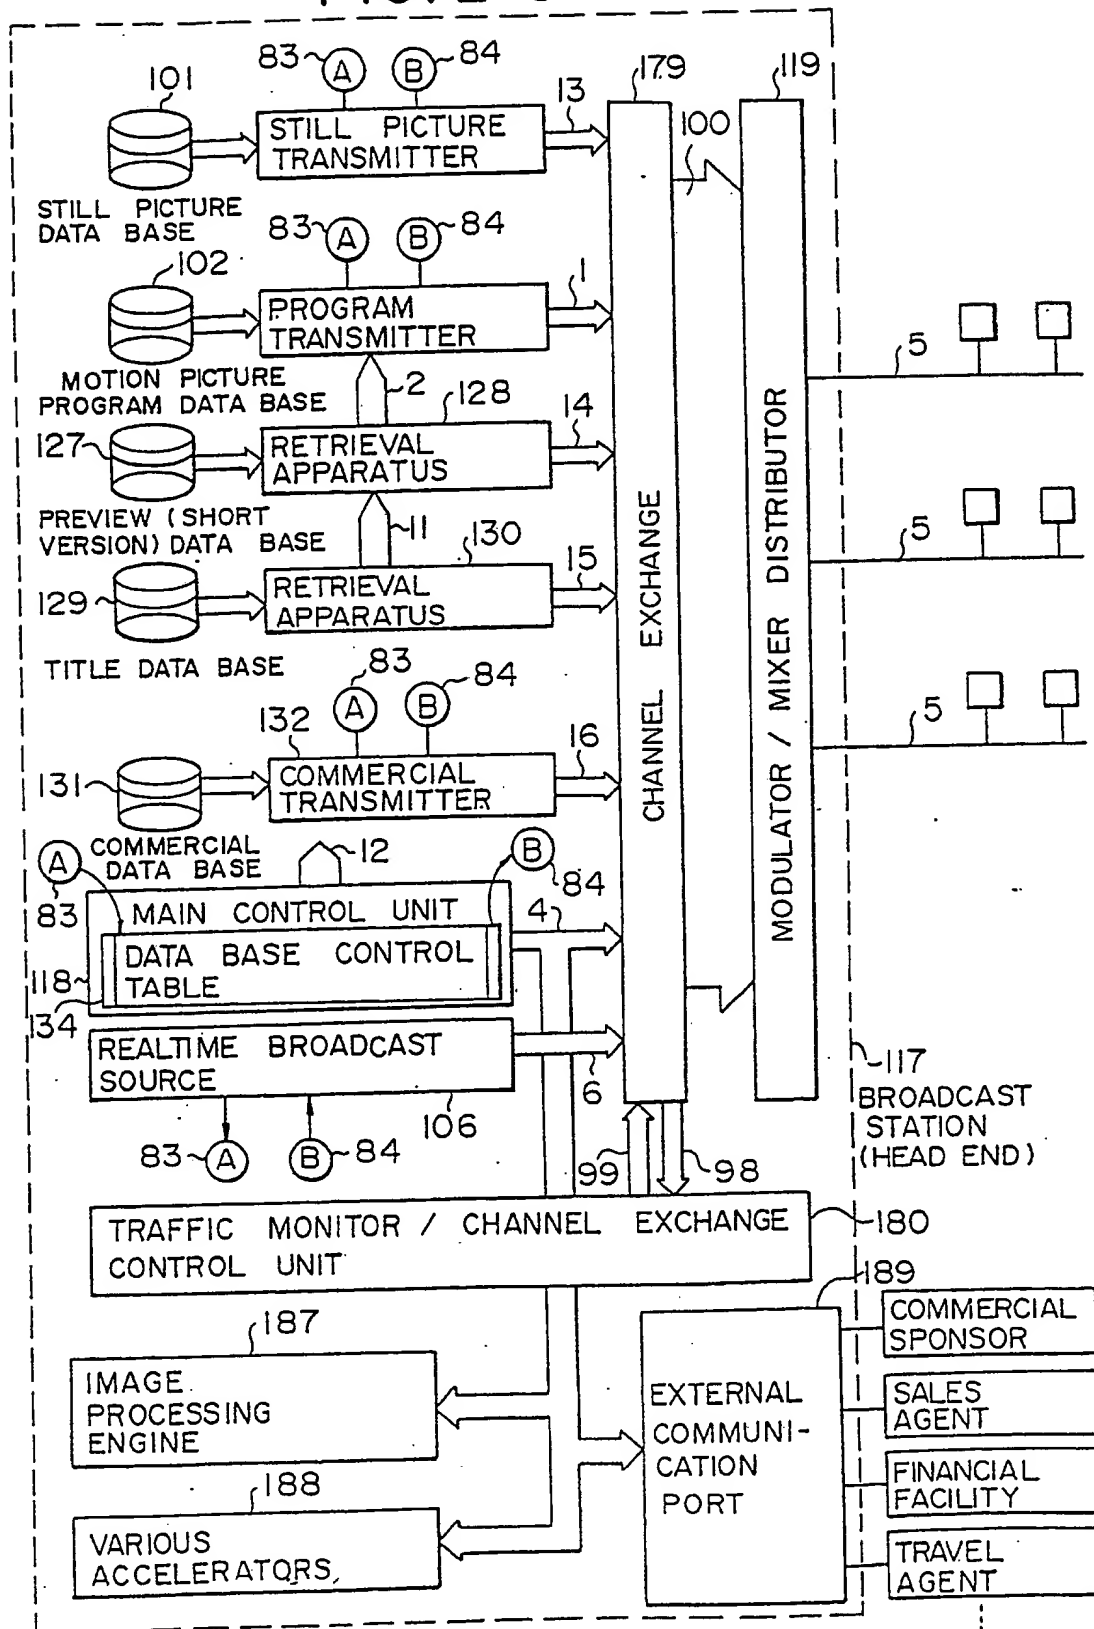 83 A B 84
101
STILL PICTURE
TRANSMITTER
13
179
119
100
STILL PICTURE
DATA BASE
83 A B 84
102
PROGRAM
TRANSMITTER
1
MOTION PICTURE
PROGRAM DATA BASE
2
128
127
RETRIEVAL
APPARATUS
14
PREVIEW (SHORT
VERSION) DATA BASE
11
130
129
RETRIEVAL
APPARATUS
15
TITLE DATA BASE
83
A B 84
132
131
COMMERCIAL
TRANSMITTER
16
COMMERCIAL
DATA BASE
A
83
12
B
84
MAIN CONTROL UNIT
DATA BASE CONTROL
TABLE
118
134
4
REALTIME BROADCAST
SOURCE
6
106
83 A B 84
99
98
CHANNEL EXCHANGE
MODULATOR / MIXER DISTRIBUTOR
5
5
5
117
BROADCAST
STATION
(HEAD END)
TRAFFIC MONITOR / CHANNEL EXCHANGE
CONTROL UNIT
180
187
IMAGE
PROCESSING
ENGINE
188
VARIOUS
ACCELERATORS
189
EXTERNAL
COMMUNI-
CATION
PORT
COMMERCIAL
SPONSOR
SALES
AGENT
FINANCIAL
FACILITY
TRAVEL
AGENT